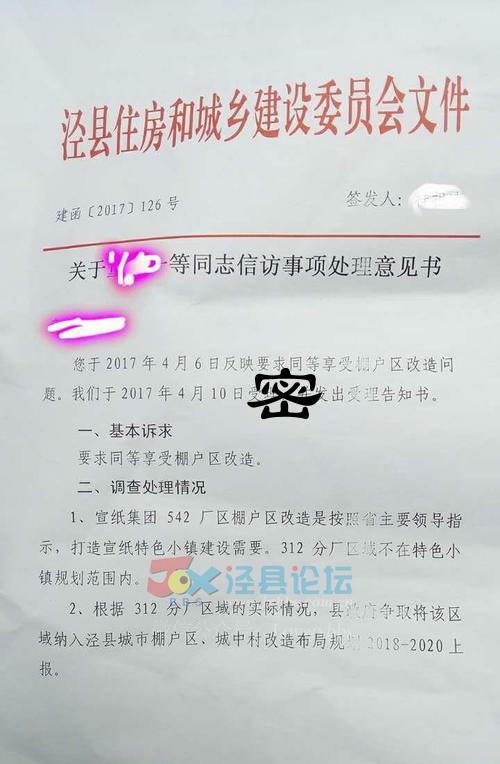 泾县住房和城乡建设委员会文件
建函〔2017〕126号
签发人：
关于 等同志信访事项处理意见书
您于2017年4月6日反映要求同等享受棚户区改造问
题。我们于2017年4月10日受 密 发出受理告知书。
一、基本诉求
要求同等享受棚户区改造。
二、调查处理情况
1、宣纸集团542厂区棚户区改造是按照省主要领导指
示，打造宣纸特色小镇建设需要。312分厂区域不在特色小
镇规划范围内。
泾县论坛
BBS
2、根据312分厂区域的实际情况，县政府争取将该区
域纳入泾县城市棚户区、城中村改造布局规划2018-2020上
报。